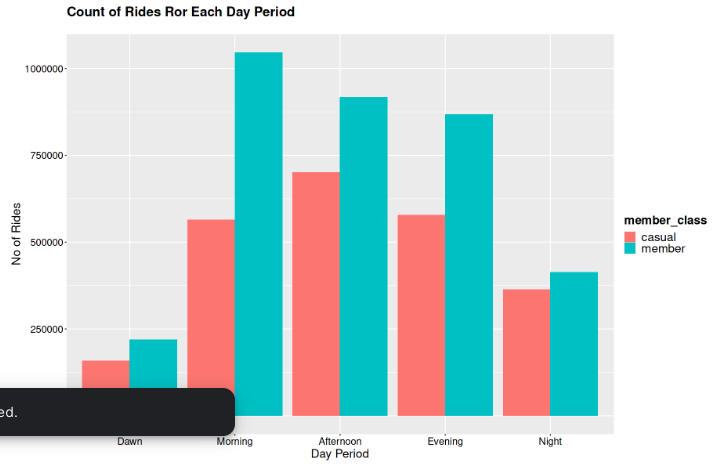 Count of Rides Ror Each Day Period
1000000
750000
500000
250000
No of Rides
member_class
casual
member
ed.
Dawn Morning Afternoon Evening Night
Day Period